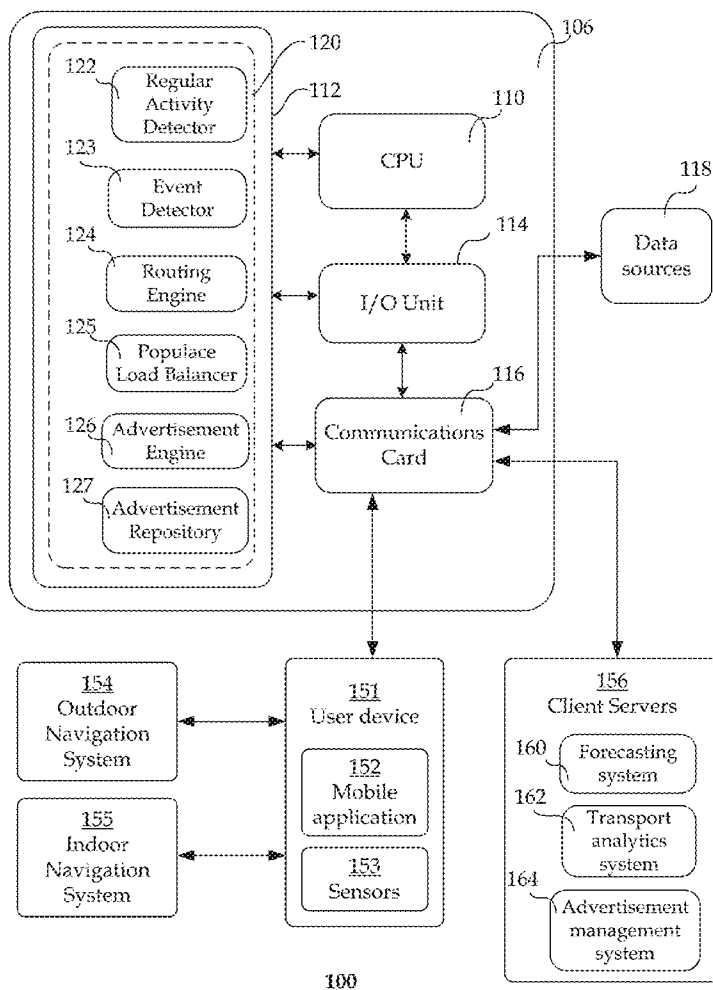 106
120
122
Regular
Activity
Detector
112
110
CPU
123
Event
Detector
118
Data
sources
124
Routing
Engine
114
I/O Unit
125
Populace
Load Balancer
116
Communications
Card
126
Advertisement
Engine
127
Advertisement
Repository
154
Outdoor
Navigation
System
155
Indoor
Navigation
System
151
User device
152
Mobile
application
153
Sensors
156
Client Servers
160
Forecasting
system
162
Transport
analytics
system
164
Advertisement
management
system
100